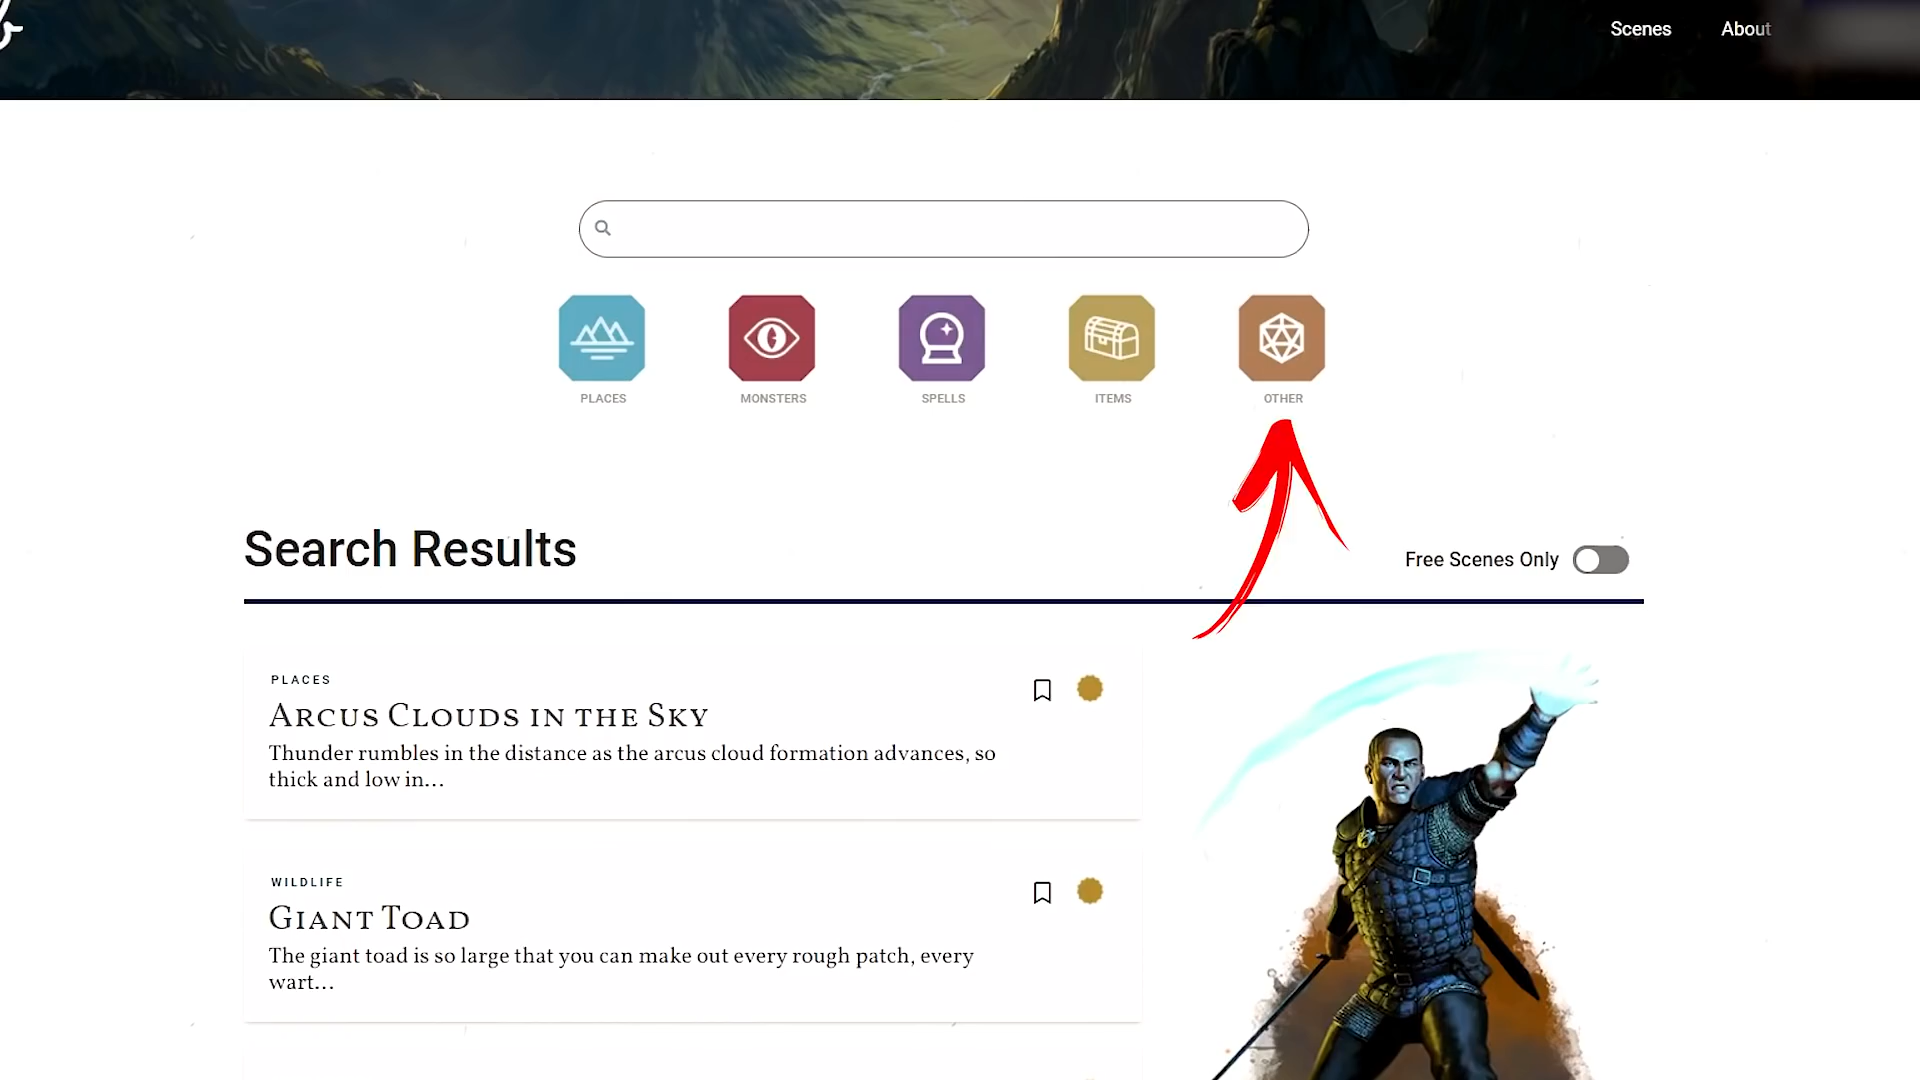 Scenes About
PLACES MONSTERS SPELLS ITEMS OTHER
Search Results
Free Scenes Only
PLACES
Arcus Clouds in the Sky
Thunder rumbles in the distance as the arcus cloud formation advances, so
thick and low in...
WILDLIFE
Giant Toad
The giant toad is so large that you can make out every rough patch, every
wart...